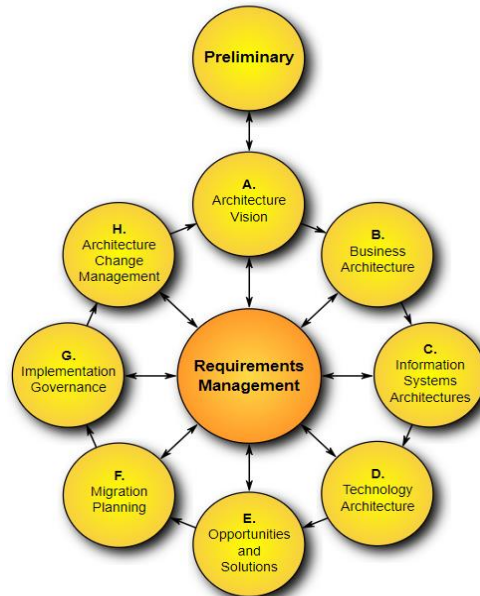 Preliminary
A.
Architecture
Vision
B.
Business
Architecture
C.
Information
Systems
Architectures
D.
Technology
Architecture
E.
Opportunities
and
Solutions
F.
Migration
Planning
G.
Implementation
Governance
H.
Architecture
Change
Management
Requirements
Management